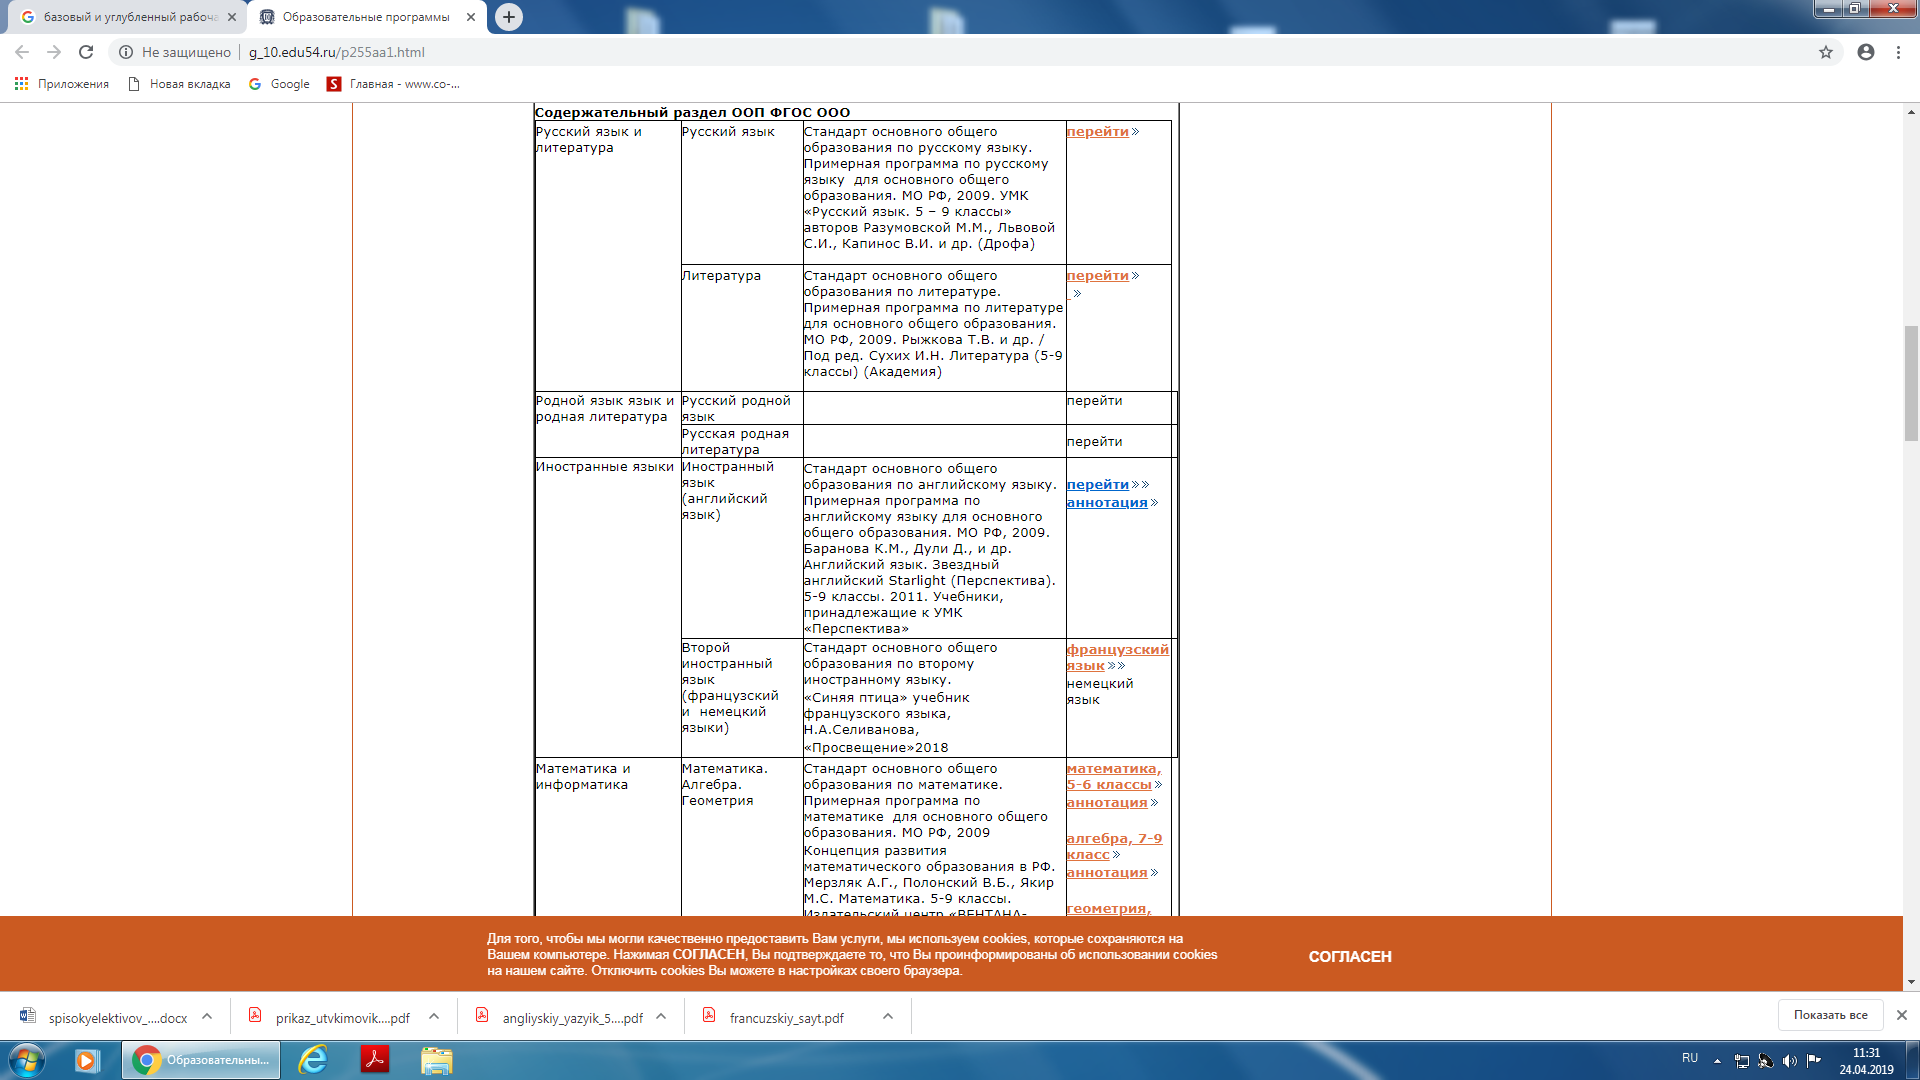 базовый и углубленный рабоча
Образовательные программы
Не защищено
g_10.edu54.ru/p255aa1.html
Приложения
Новая вкладка
Google
Главная - www.co-...
Содержательный раздел ООП ФГОС ООО
Русский язык и
литература
Русский язык
Стандарт основного общего
образования по русскому языку.
Примерная программа по русскому
языку  для основного общего
образования. МО РФ, 2009. УМК
«Русский язык. 5 – 9 классы»
авторов Разумовской М.М., Львовой
С.И., Капинос В.И. и др. (Дрофа)
перейти»
Литература
Стандарт основного общего
образования по литературе.
Примерная программа по литературе
для основного общего образования.
МО РФ, 2009. Рыжкова Т.В. и др. /
Под ред. Сухих И.Н. Литература (5-9
классы) (Академия)
перейти»
»
Родной язык язык и
родная литература
Русский родной
язык
перейти
Русская родная
литература
перейти
Иностранные языки
Иностранный
язык
(английский
язык)
Стандарт основного общего
образования по английскому языку.
Примерная программа по
английскому языку для основного
общего образования. МО РФ, 2009.
Баранова К.М., Дули Д., и др.
Английский язык. Звездный
английский Starlight (Перспектива).
5-9 классы. 2011. Учебники,
принадлежащие к УМК
«Перспектива»
перейти»»
аннотация»
Второй
иностранный
язык
(французский
и  немецкий
языки)
Стандарт основного общего
образования по второму
иностранному языку.
«Синяя птица» учебник
французского языка,
Н.А.Селиванова,
«Просвещение»2018
французский
язык»»
немецкий
язык
Математика и
информатика
Математика.
Алгебра.
Геометрия
Стандарт основного общего
образования по математике.
Примерная программа по
математике  для основного общего
образования. МО РФ, 2009
Концепция развития
математического образования в РФ.
Мерзляк А.Г., Полонский В.Б., Якир
М.С. Математика. 5-9 классы.
Издательский центр «ВЕНТАНА-
математика,
5-6 классы»
аннотация»
алгебра, 7-9
класс»
аннотация»
геометрия,
Для того, чтобы мы могли качественно предоставить Вам услуги, мы используем cookies, которые сохраняются на
Вашем компьютере. Нажимая СОГЛАСЕН, Вы подтверждаете то, что Вы проинформированы об использовании cookies
на нашем сайте. Отключить cookies Вы можете в настройках своего браузера.
СОГЛАСЕН
spisokyelektivov_....docx
prikaz_utvkimovik....pdf
angliyskiy_yazyik_5....pdf
francuzskiy_sayt.pdf
Показать все
Образовательны...
RU
11:31
24.04.2019